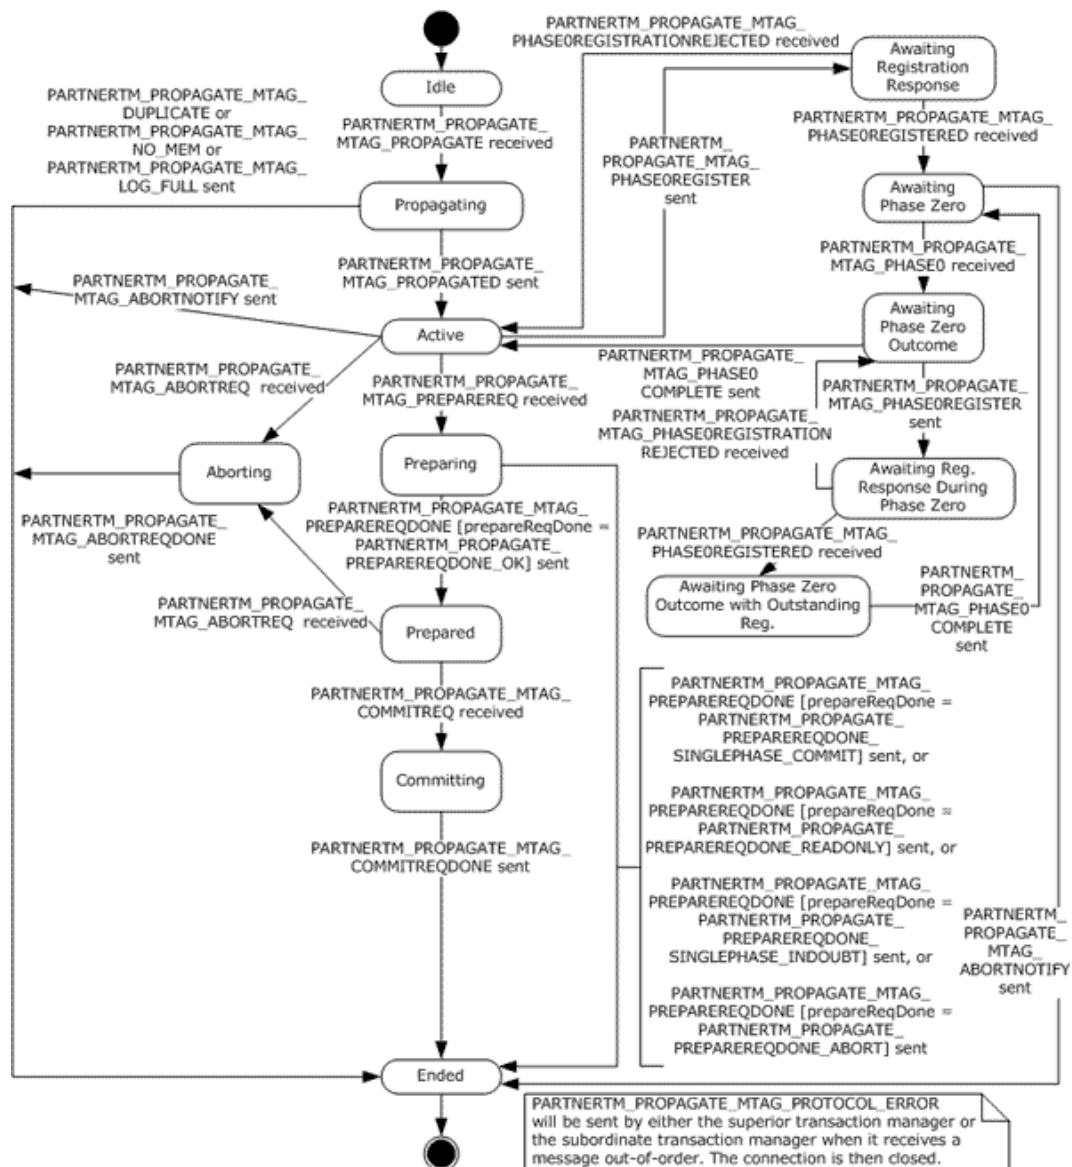 PARTNERTM_PROPAGATE_MTAG_
PHASE0REGISTRATIONREJECTED received
Awaiting
Registration
Response
Idle
PARTNERTM_PROPAGATE_MTAG_
DUPLICATE or
PARTNERTM_PROPAGATE_MTAG_
NO_MEM or
PARTNERTM_PROPAGATE_MTAG_
LOG_FULL sent
PARTNERTM_PROPAGATE_
MTAG_PROPAGATE received
PARTNERTM_
PROPAGATE_MTAG_
PHASE0REGISTER
sent
PARTNERTM_PROPAGATE_MTAG_
PHASE0REGISTERED received
Propagating
Awaiting
Phase Zero
PARTNERTM_PROPAGATE_
MTAG_PROPAGATED sent
PARTNERTM_PROPAGATE_
MTAG_PHASE0 received
PARTNERTM_PROPAGATE_
MTAG_ABORTNOTIFY sent
Active
Awaiting
Phase Zero
Outcome
PARTNERTM_PROPAGATE_
MTAG_ABORTREQ received
PARTNERTM_PROPAGATE_
MTAG_PREPAREREQ received
PARTNERTM_PROPAGATE_
MTAG_PHASE0
COMPLETE sent
PARTNERTM_PROPAGATE_
MTAG_PHASE0REGISTER
sent
PARTNERTM_PROPAGATE_
MTAG_PHASE0REGISTRATION
REJECTED received
Aborting
Preparing
Awaiting Reg.
Response During
Phase Zero
PARTNERTM_PROPAGATE_
MTAG_ABORTREQDONE
sent
PARTNERTM_PROPAGATE_MTAG_
PREPAREREQDONE [prepareReqDone =
PARTNERTM_PROPAGATE_
PREPAREREQDONE_OK] sent
PARTNERTM_PROPAGATE_MTAG_
PHASE0REGISTERED received
Awaiting Phase Zero
Outcome with Outstanding
Reg.
PARTNERTM_
PROPAGATE_
MTAG_PHASE0
COMPLETE
sent
PARTNERTM_PROPAGATE_
MTAG_ABORTREQ received
Prepared
PARTNERTM_PROPAGATE_MTAG_
COMMITREQ received
PARTNERTM_PROPAGATE_MTAG_
PREPAREREQDONE [prepareReqDone =
PARTNERTM_PROPAGATE_
PREPAREREQDONE_
SINGLEPHASE_COMMIT] sent, or
Committing
PARTNERTM_PROPAGATE_MTAG_
PREPAREREQDONE [prepareReqDone =
PARTNERTM_PROPAGATE_
PREPAREREQDONE_READONLY] sent, or
PARTNERTM_PROPAGATE_MTAG_
COMMITREQDONE sent
PARTNERTM_PROPAGATE_MTAG_
PREPAREREQDONE [prepareReqDone =
PARTNERTM_PROPAGATE_
PREPAREREQDONE_
SINGLEPHASE_INDOUBT] sent, or
PARTNERTM_
PROPAGATE_
MTAG_
ABORTNOTIFY
sent
PARTNERTM_PROPAGATE_MTAG_
PREPAREREQDONE [prepareReqDone =
PARTNERTM_PROPAGATE_
PREPAREREQDONE_ABORT] sent
Ended
PARTNERTM_PROPAGATE_MTAG_PROTOCOL_ERROR
will be sent by either the superior transaction manager or
the subordinate transaction manager when it receives a
message out-of-order. The connection is then closed.